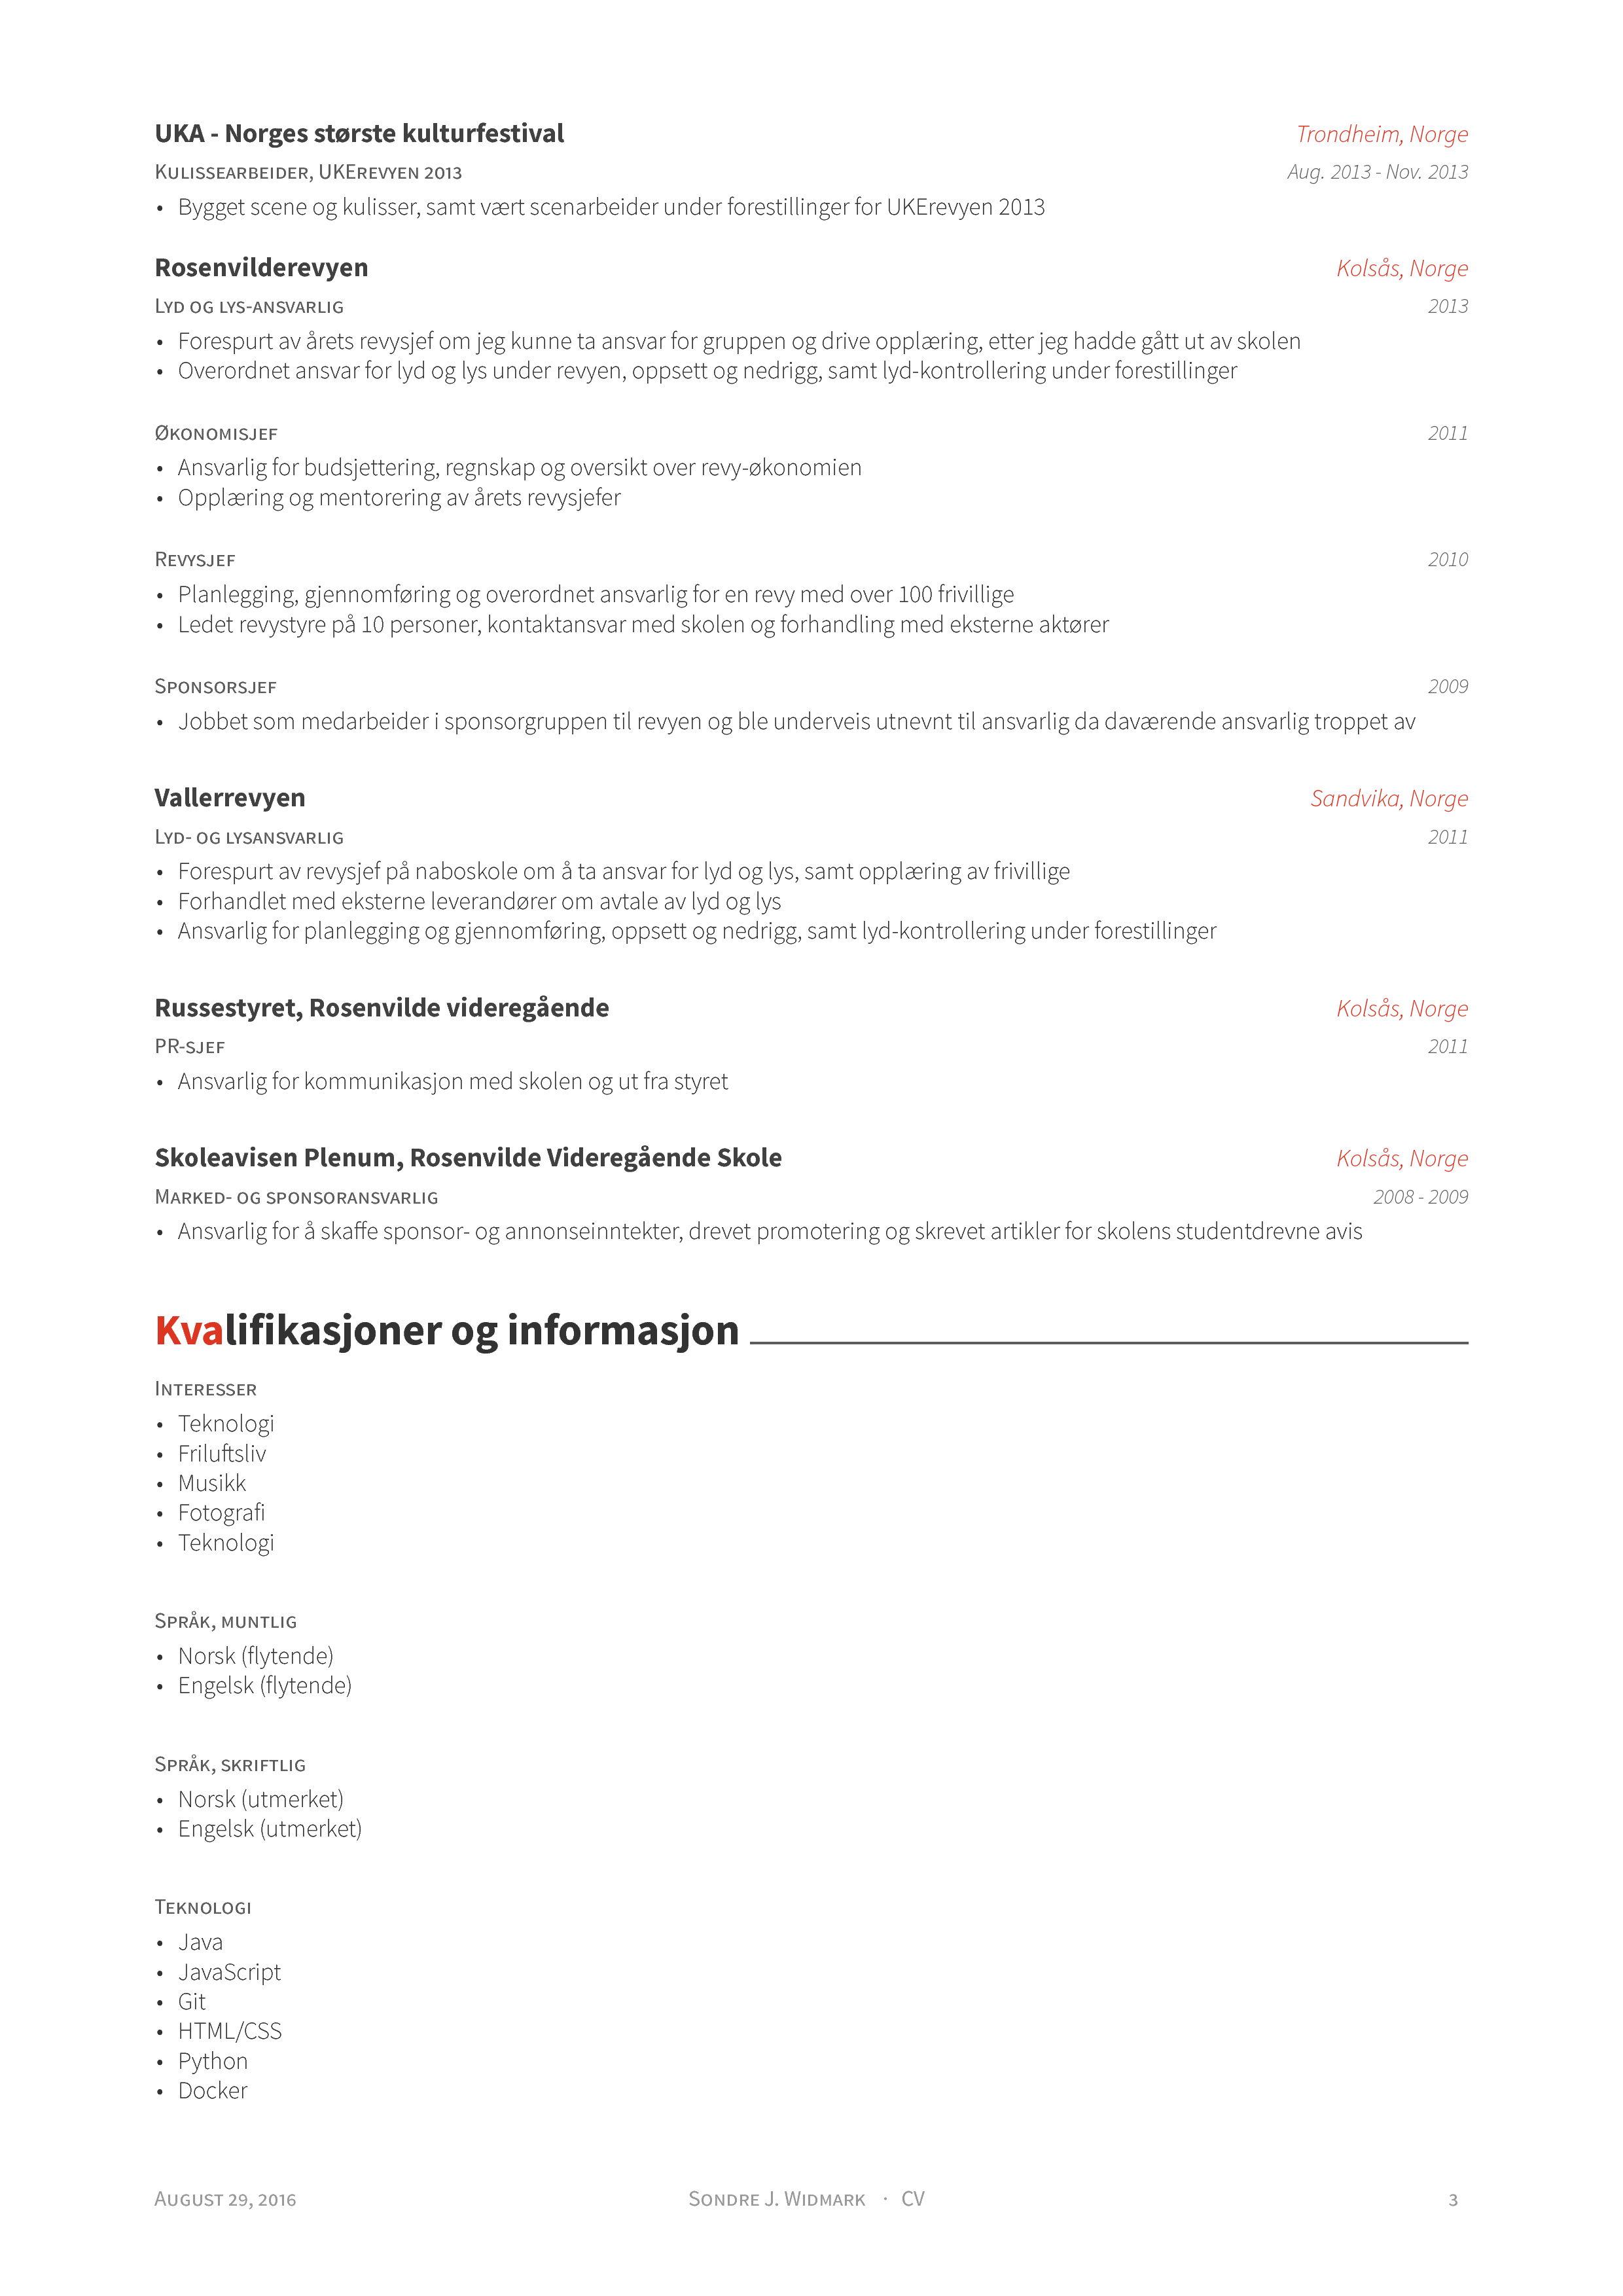 UKA - Norges største kulturfestival Trondheim, Norge
Kulissearbeider, UKErevyen 2013 Aug. 2013 - Nov. 2013
• Bygget scene og kulisser, samt vært scenarbeider under forestillinger for UKErevyen 2013
Rosenvilderevyen Kolsås, Norge
Lyd og lys-ansvarlig 2013
• Forespurt av årets revysjef om jeg kunne ta ansvar for gruppen og drive opplæring, etter jeg hadde gått ut av skolen
• Overordnet ansvar for lyd og lys under revyen, oppsett og nedrigg, samt lyd-kontrollering under forestillinger
Økonomisjef 2011
• Ansvarlig for budsjettering, regnskap og oversikt over revy-økonomien
• Opplæring og mentorering av årets revysjefer
Revysjef 2010
• Planlegging, gjennomføring og overordnet ansvarlig for en revy med over 100 frivillige
• Ledet revystyre på 10 personer, kontaktansvar med skolen og forhandling med eksterne aktører
Sponsorsjef 2009
• Jobbet som medarbeider i sponsorgruppen til revyen og ble underveis utnevnt til ansvarlig da daværende ansvarlig troppet av
Vallerrevyen Sandvika, Norge
Lyd- og lysansvarlig 2011
• Forespurt av revysjef på naboskole om å ta ansvar for lyd og lys, samt opplæring av frivillige
• Forhandlet med eksterne leverandører om avtale av lyd og lys
• Ansvarlig for planlegging og gjennomføring, oppsett og nedrigg, samt lyd-kontrollering under forestillinger
Russestyret, Rosenvilde videregående Kolsås, Norge
PR-sjef 2011
• Ansvarlig for kommunikasjon med skolen og ut fra styret
Skoleavisen Plenum, Rosenvilde Videregående Skole Kolsås, Norge
Marked- og sponsoransvarlig 2008 - 2009
• Ansvarlig for å skaffe sponsor- og annonseinntekter, drevet promotering og skrevet artikler for skolens studentdrevne avis
Kvalifikasjoner og informasjon
Interesser
• Teknologi
• Friluftsliv
• Musikk
• Fotografi
• Teknologi
Språk, muntlig
• Norsk (flytende)
• Engelsk (flytende)
Språk, skriftlig
• Norsk (utmerket)
• Engelsk (utmerket)
Teknologi
• Java
• JavaScript
• Git
• HTML/CSS
• Python
• Docker
August 29, 2016 Sondre J. Widmark · CV 3